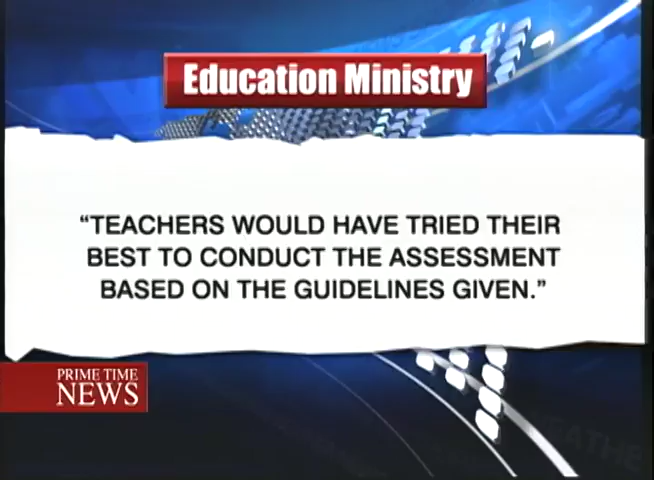 Education Ministry
“TEACHERS WOULD HAVE TRIED THEIR
BEST TO CONDUCT THE ASSESSMENT
BASED ON THE GUIDELINES GIVEN.”
PRIME TIME
NEWS